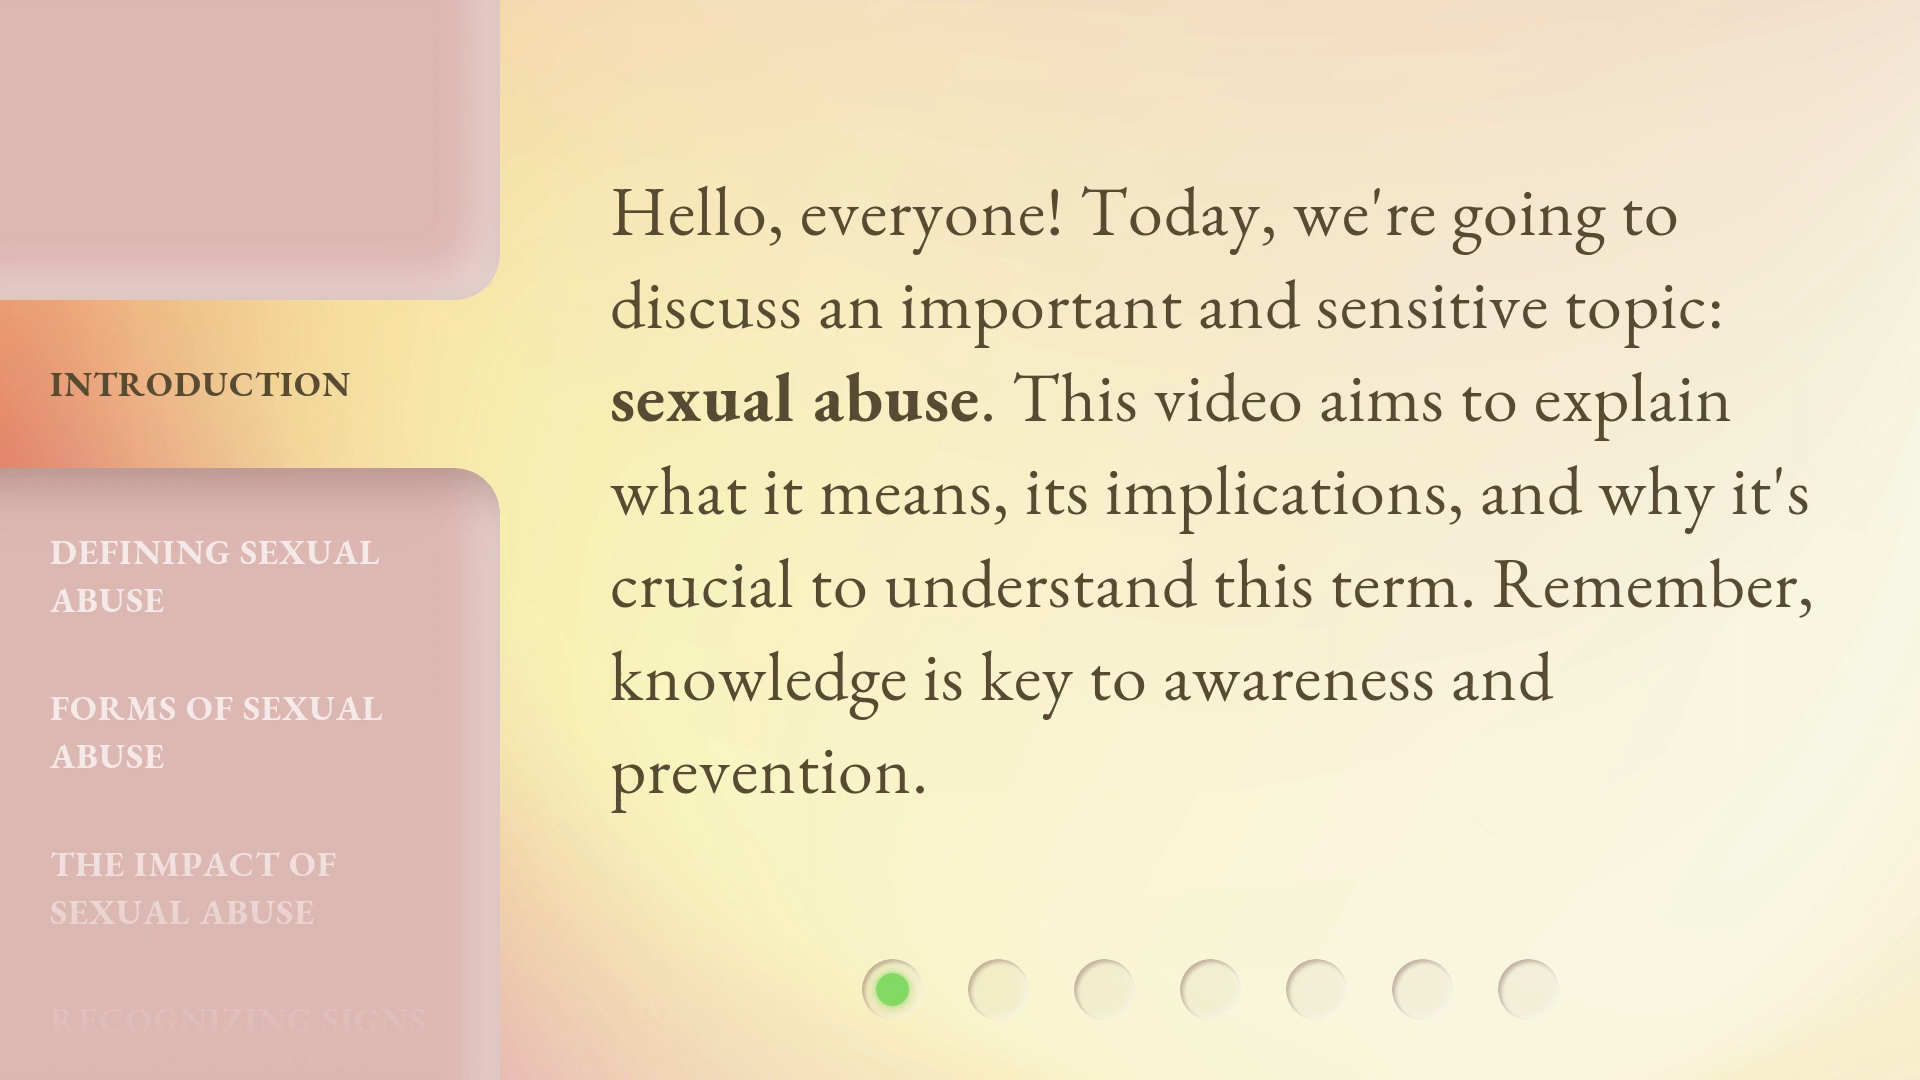 INTRODUCTION
DEFINING SEXUAL
ABUSE
FORMS OF SEXUAL
ABUSE
THE IMPACT OF
SEXUAL ABUSE
RECOGNIZING SIGNS
Hello, everyone! Today, we're going to
discuss an important and sensitive topic:
sexual abuse. This video aims to explain
what it means, its implications, and why it's
crucial to understand this term. Remember,
knowledge is key to awareness and
prevention.